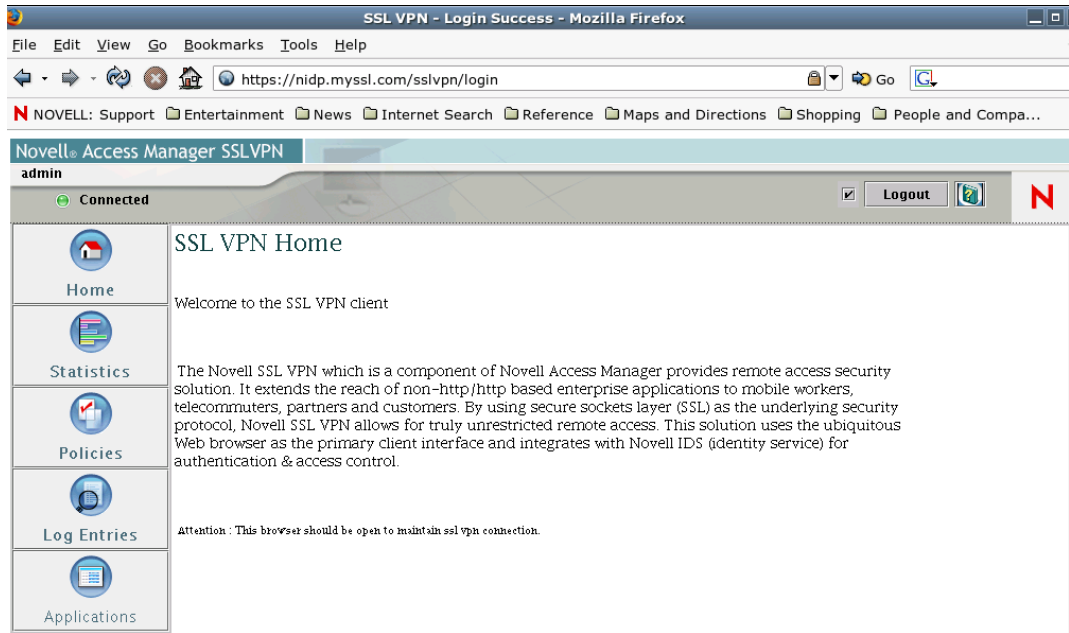 SSL VPN - Login Success - Mozilla Firefox
File Edit View Go Bookmarks Tools Help
https://nidp.myssl.com/sslvpn/login Go G
N NOVELL: Support Entertainment News Internet Search Reference Maps and Directions Shopping People and Compa...
Novell® Access Manager SSLVPN
admin
Connected
Logout
N
Home
Statistics
Policies
Log Entries
Applications
SSL VPN Home
Welcome to the SSL VPN client
The Novell SSL VPN which is a component of Novell Access Manager provides remote access security
solution. It extends the reach of non-http/http based enterprise applications to mobile workers,
telecommuters, partners and customers. By using secure sockets layer (SSL) as the underlying security
protocol, Novell SSL VPN allows for truly unrestricted remote access. This solution uses the ubiquitous
Web browser as the primary client interface and integrates with Novell IDS (identity service) for
authentication & access control.
Attention : This browser should be open to maintain ssl vpn connection.